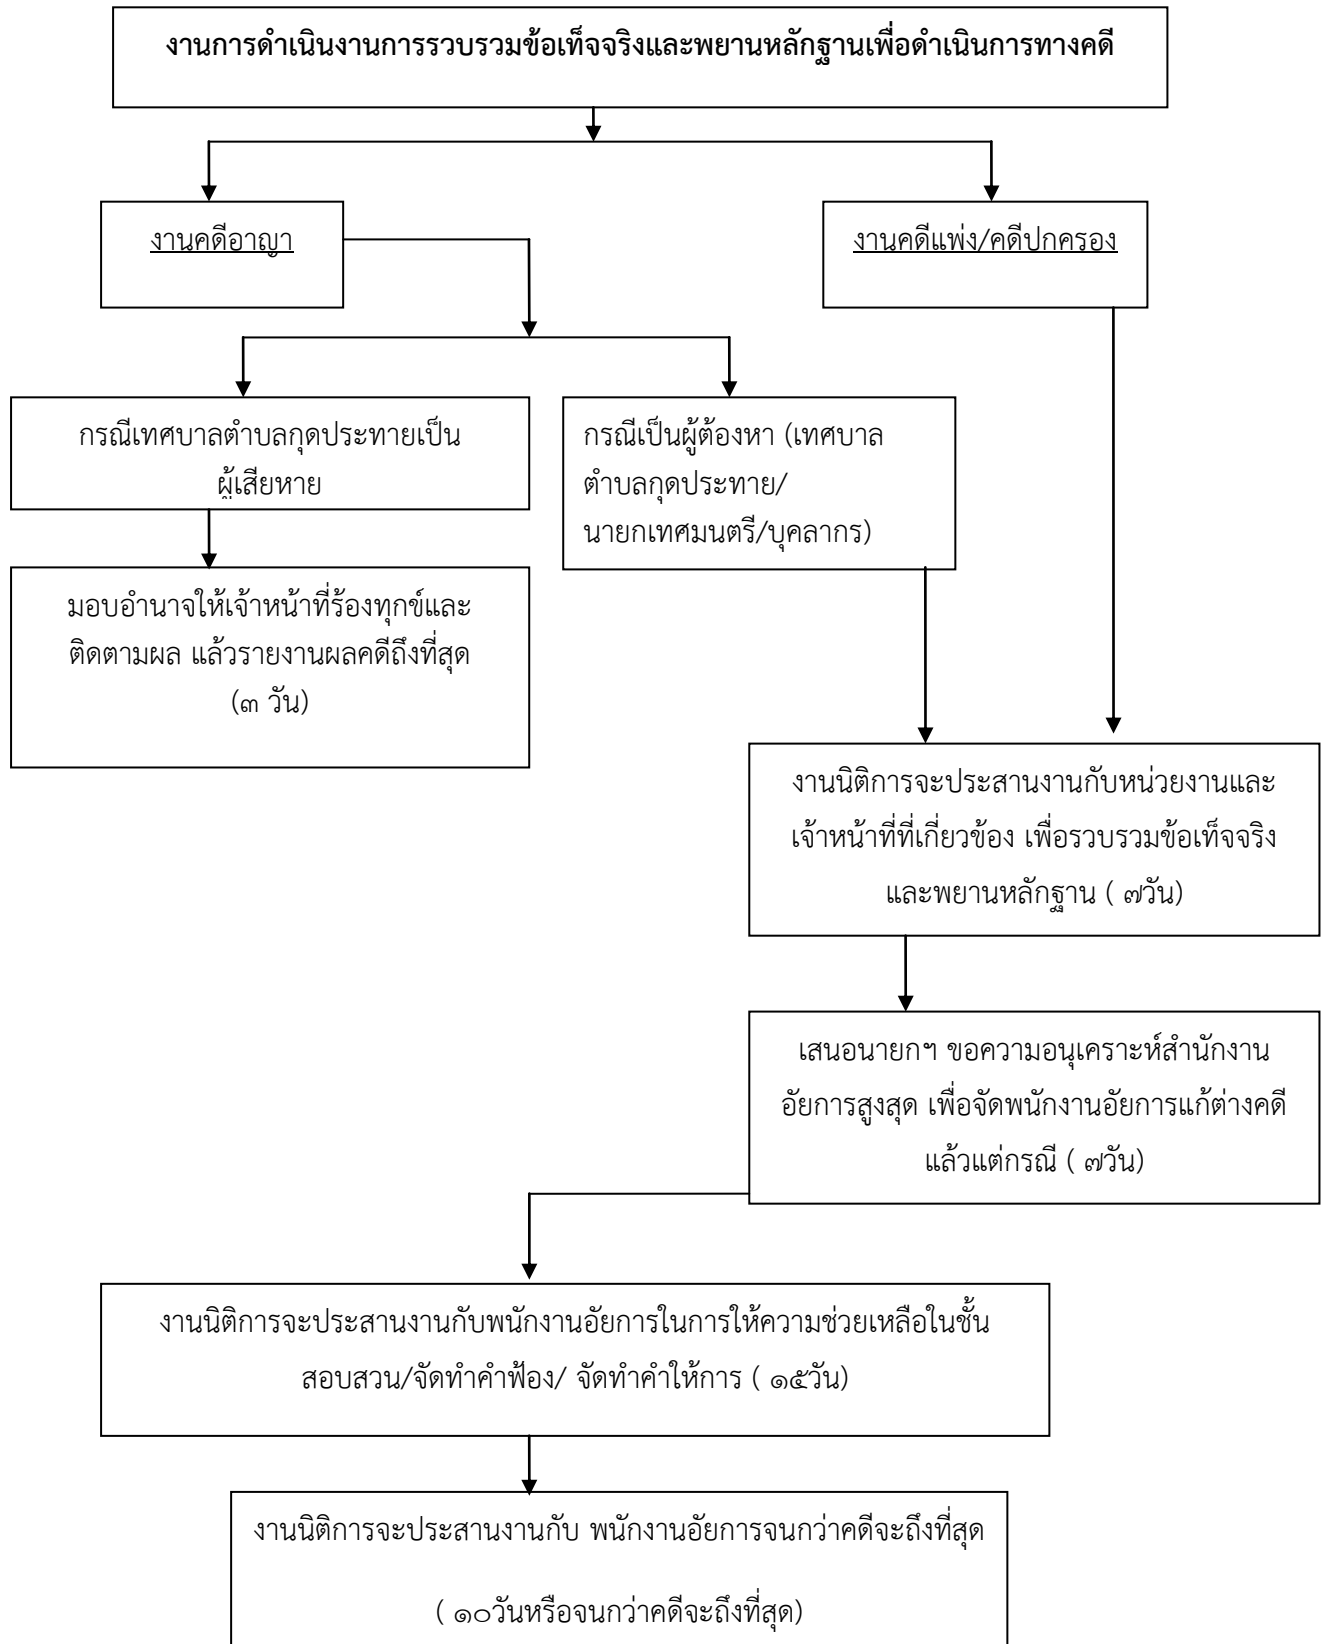 งานการดำเนินงานการรวบรวมข้อเท็จจริงและพยานหลักฐานเพื่อดำเนินการทางคดี
งานคดีอาญา
งานคดีแพ่ง/คดีปกครอง
กรณีเทศบาลตำบลกุดประทายเป็น
ผู้เสียหาย
กรณีเป็นผู้ต้องหา (เทศบาล
ตำบลกุดประทาย/
นายกเทศมนตรี/บุคลากร)
มอบอำนาจให้เจ้าหน้าที่ร้องทุกข์และ
ติดตามผล แล้วรายงานผลคดีถึงที่สุด
(๓ วัน)
งานนิติการจะประสานงานกับหน่วยงานและ
เจ้าหน้าที่ที่เกี่ยวข้อง เพื่อรวบรวมข้อเท็จจริง
และพยานหลักฐาน ( ๗วัน)
เสนอนายกฯ ขอความอนุเคราะห์สำนักงาน
อัยการสูงสุด เพื่อจัดพนักงานอัยการแก้ต่างคดี
แล้วแต่กรณี ( ๗วัน)
งานนิติการจะประสานงานกับพนักงานอัยการในการให้ความช่วยเหลือในชั้น
สอบสวน/จัดทำคำฟ้อง/ จัดทำคำให้การ ( ๑๕วัน)
งานนิติการจะประสานงานกับ พนักงานอัยการจนกว่าคดีจะถึงที่สุด
( ๑๐วันหรือจนกว่าคดีจะถึงที่สุด)